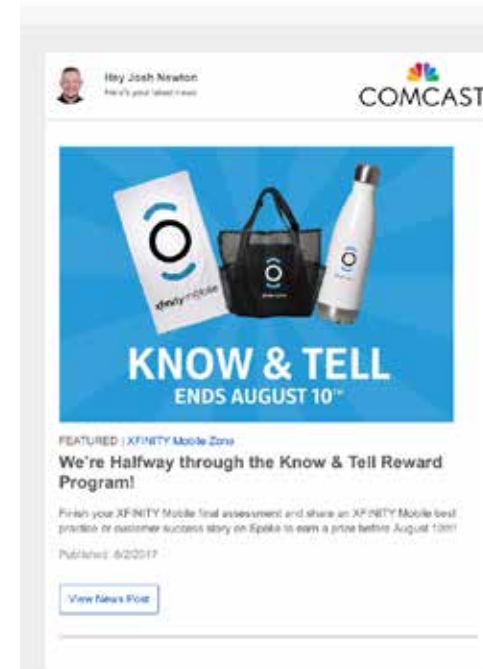 Hey Josh Newton
Here's your latest news
COMCAST
xfinity mobile
KNOW & TELL
ENDS AUGUST 10TH
FEATURED | XFINITY Mobile Zone
We're Halfway through the Know & Tell Reward
Program!
Finish your XFINITY Mobile final assessment and share an XFINITY Mobile best
practice or customer success story on Spoke to earn a prize before August 10th!
Published: 8/2/2017
View News Post